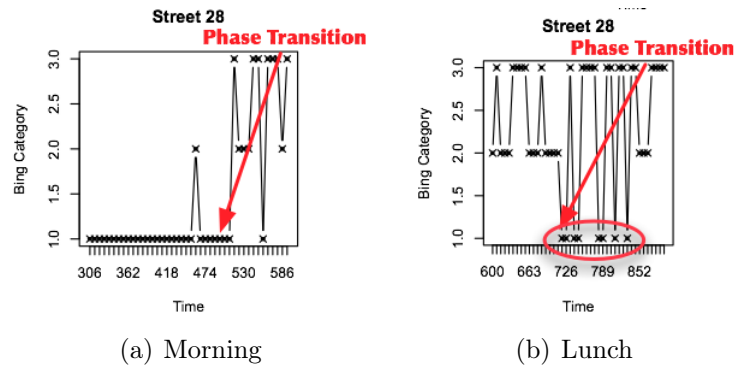 Street 28
Phase Transition
Bing Category
3.0
2.5
2.0
1.5
1.0
306 362 418 474 530 586
Time
(a) Morning
Street 28
Phase Transition
Bing Category
3.0
2.5
2.0
1.5
1.0
600 663 726 789 852
Time
(b) Lunch